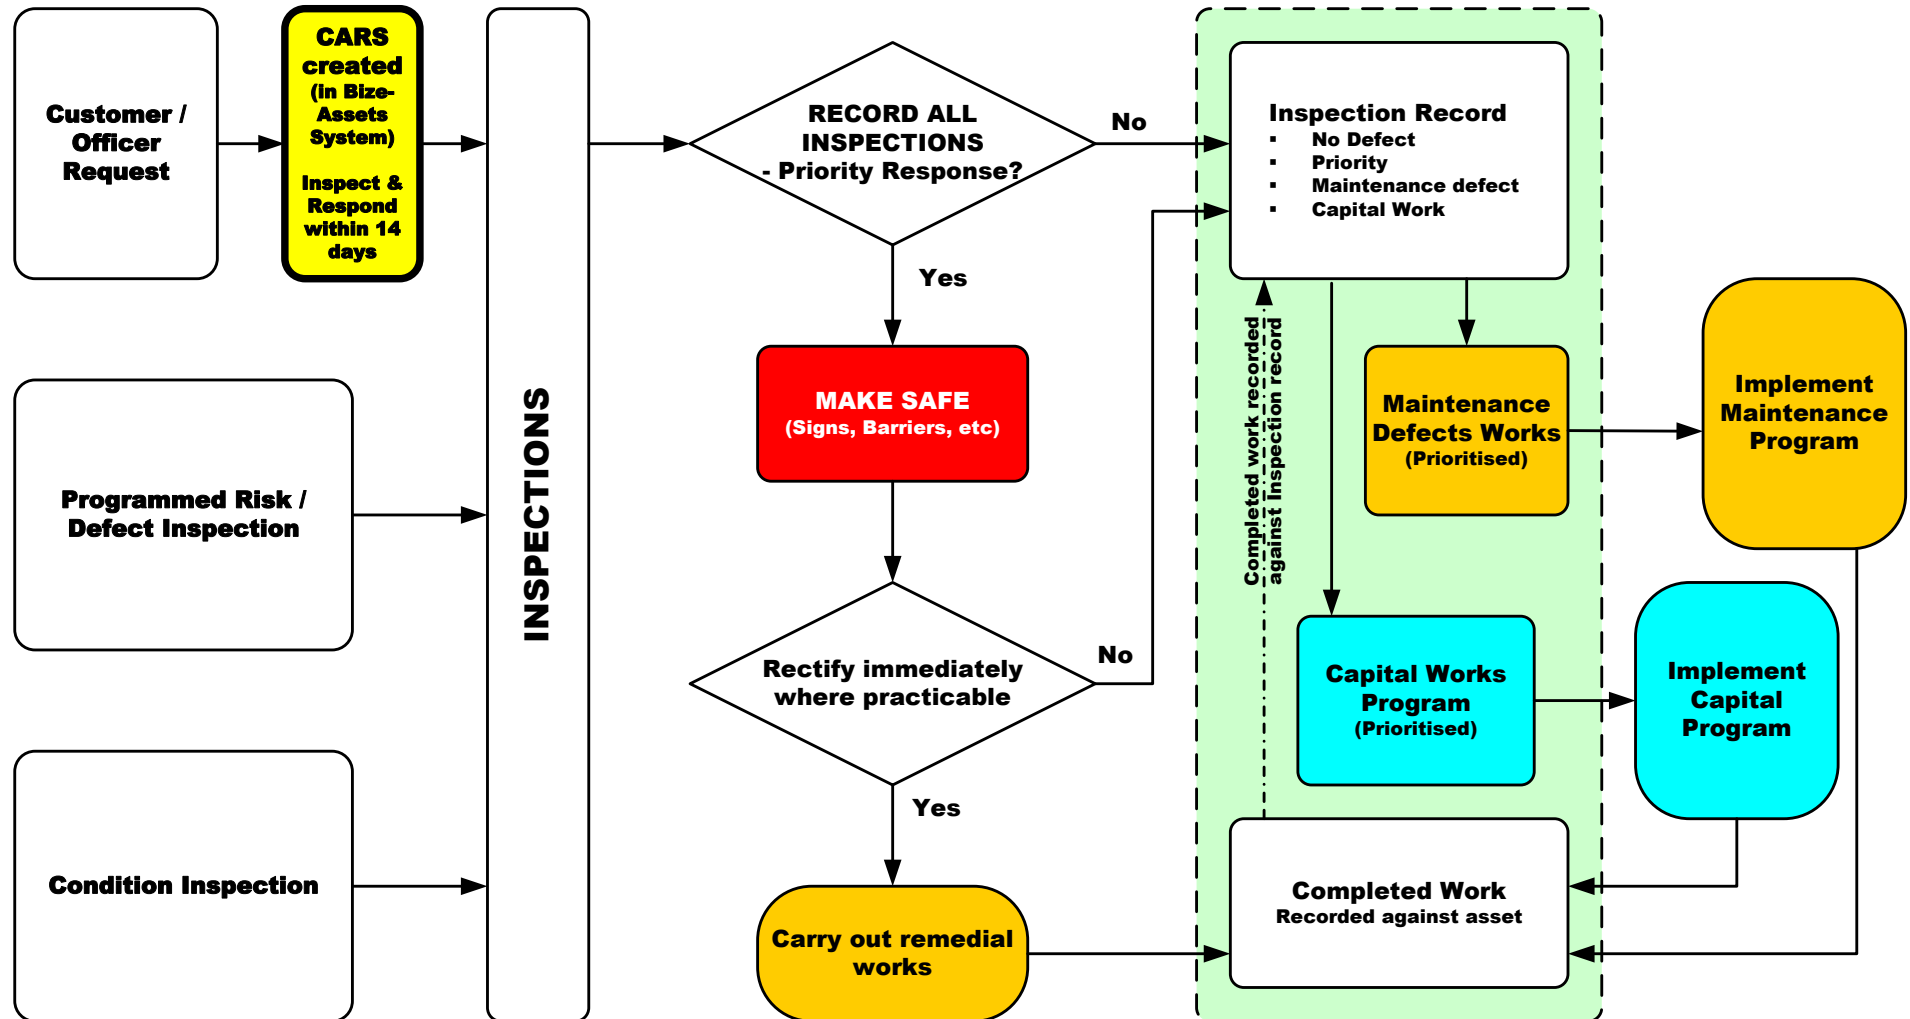 Customer /
Officer
Request
CARS
created
(in Bize-
Assets
System)
Inspect &
Respond
within 14
days
Programmed Risk /
Defect Inspection
Condition Inspection
INSPECTIONS
RECORD ALL
INSPECTIONS
- Priority Response?
No
Yes
MAKE SAFE
(Signs, Barriers, etc)
Rectify immediately
where practicable
No
Yes
Carry out remedial
works
Inspection Record
▪ No Defect
▪ Priority
▪ Maintenance defect
▪ Capital Work
Completed work recorded
against Inspection record
Maintenance
Defects Works
(Prioritised)
Capital Works
Program
(Prioritised)
Completed Work
Recorded against asset
Implement
Maintenance
Program
Implement
Capital
Program